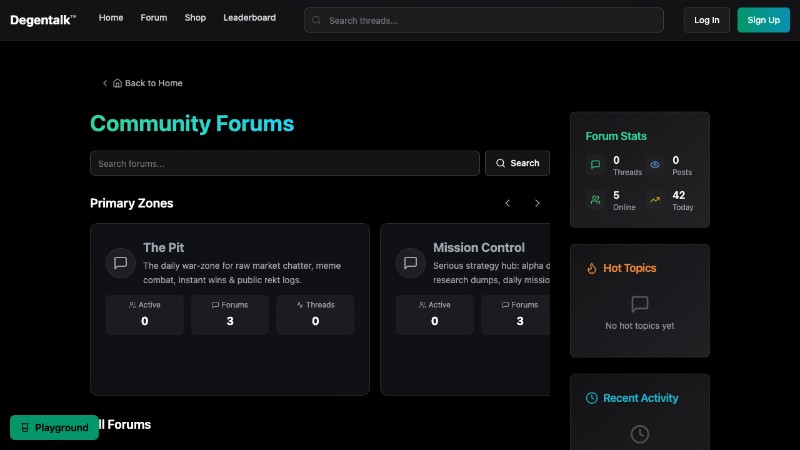 Degentalk™
Home
Forum
Shop
Leaderboard
Search threads...
Log In
Sign Up
Back to Home
Community Forums
Search forums...
Search
Primary Zones
The Pit
The daily war-zone for raw market chatter, meme
combat, instant wins & public rekt logs.
Active
0
Forums
3
Threads
0
Mission Control
Serious strategy hub: alpha d
research dumps, daily missio
Active
0
Forums
3
ll Forums
Playground
Forum Stats
0
Threads
0
Posts
5
Online
42
Today
Hot Topics
No hot topics yet
Recent Activity